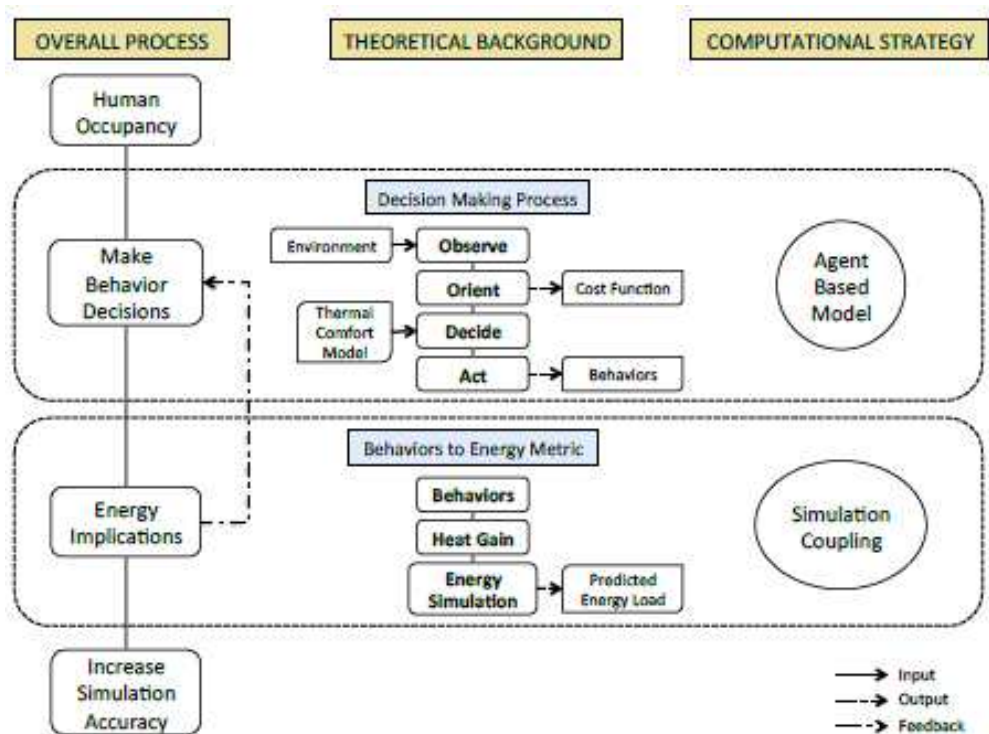 OVERALL PROCESS
THEORETICAL BACKGROUND
COMPUTATIONAL STRATEGY
Human
Occupancy
Decision Making Process
Make
Behavior
Decisions
Environment
Observe
Orient
Cost Function
Thermal
Comfort
Model
Decide
Act
Behaviors
Agent
Based
Model
Behaviors to Energy Metric
Energy
Implications
Behaviors
Heat Gain
Energy
Simulation
Predicted
Energy Load
Simulation
Coupling
Increase
Simulation
Accuracy
Input
Output
Feedback